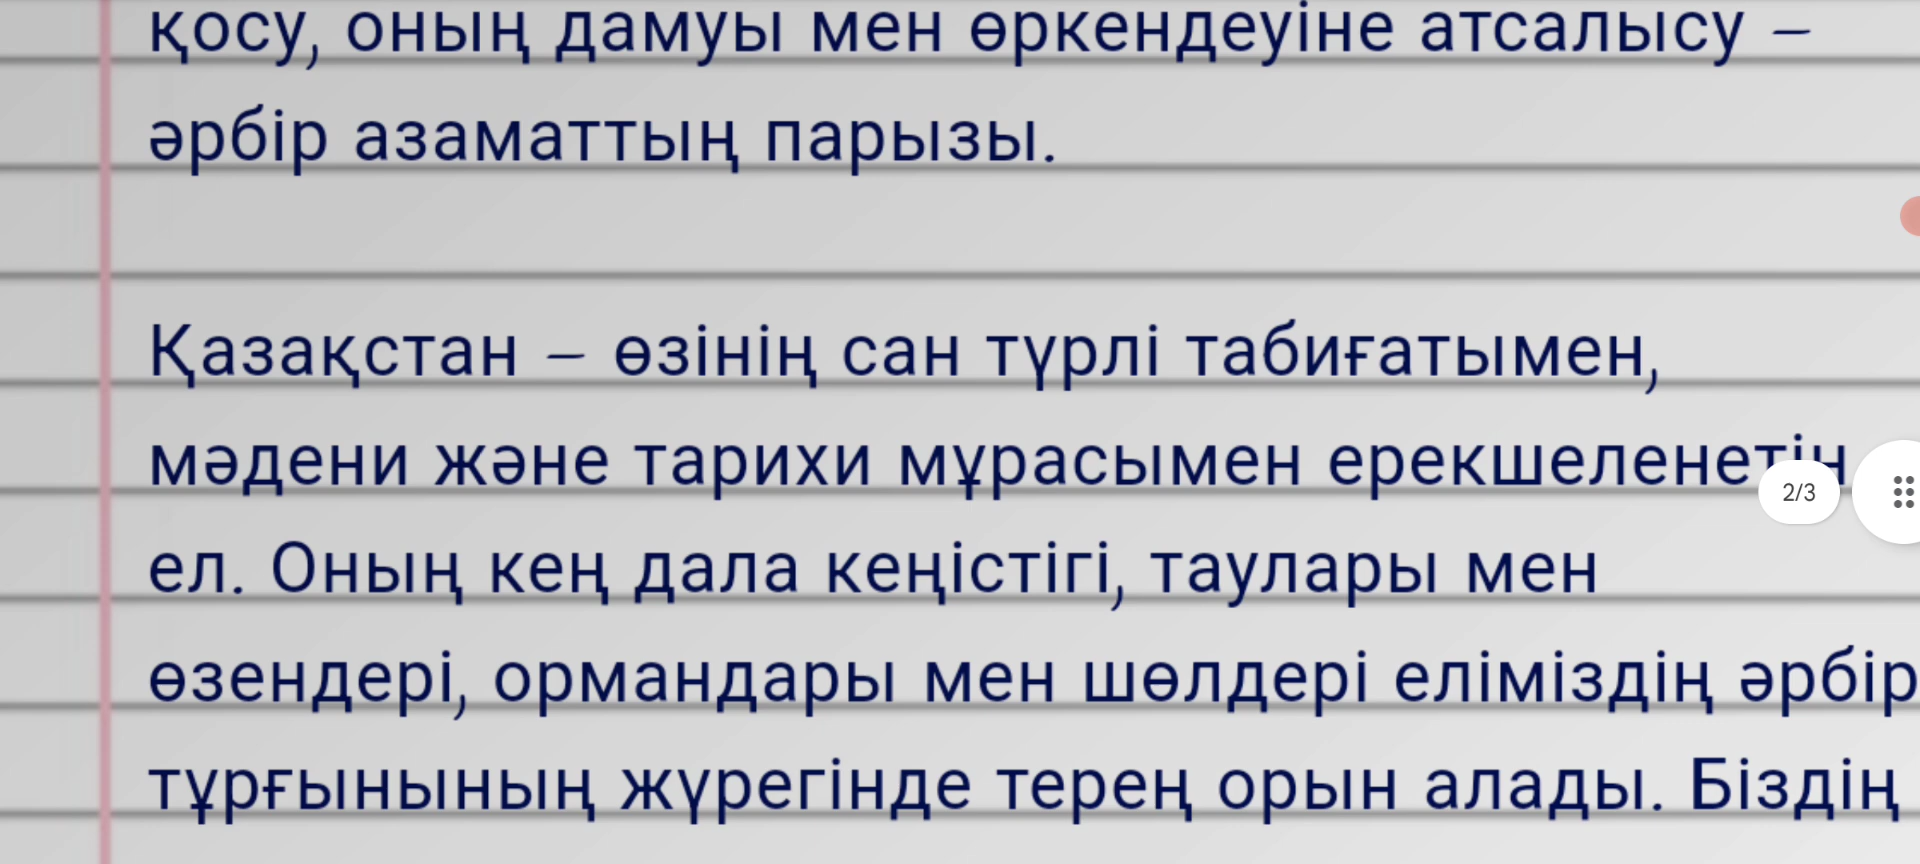 қосу, оның дамуы мен өркендеуіне атсалысу –
әрбір азаматтың парызы.
Қазақстан – өзінің сан түрлі табиғатымен,
мәдени және тарихи мұрасымен ерекшеленетін
2/3
ел. Оның кең дала кеңістігі, таулары мен
өзендері, ормандары мен шөлдері еліміздің әрбір
тұрғынының жүрегінде терең орын алады. Біздің